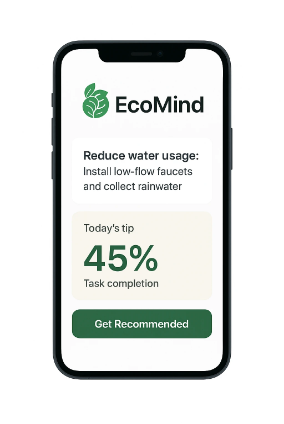 EcoMind
Reduce water usage:
Install low-flow faucets
and collect rainwater
Today's tip
45%
Task completion
Get Recommended